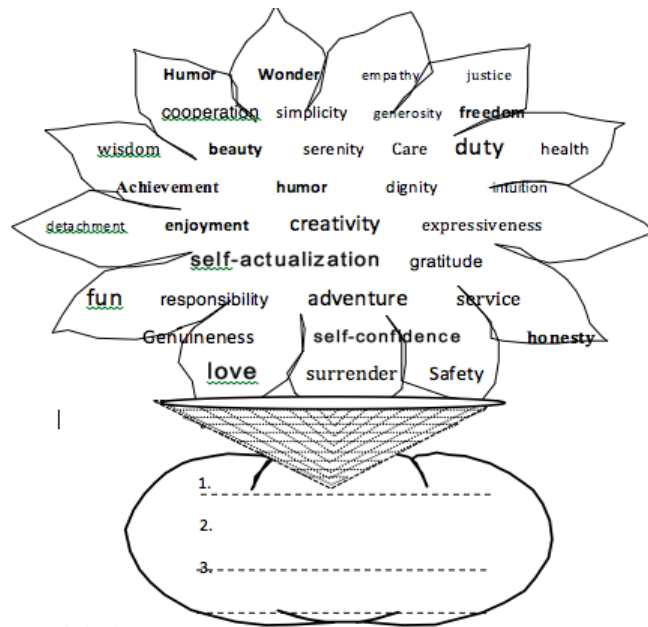 Humor Wonder empathy justice
cooperation simplicity generosity freedom
wisdom beauty serenity Care duty health
Achievement humor dignity intuition
detachment enjoyment creativity expressiveness
self-actualization gratitude
fun responsibility adventure service
Genuineness self-confidence honesty
love surrender Safety
1.
2.
3.